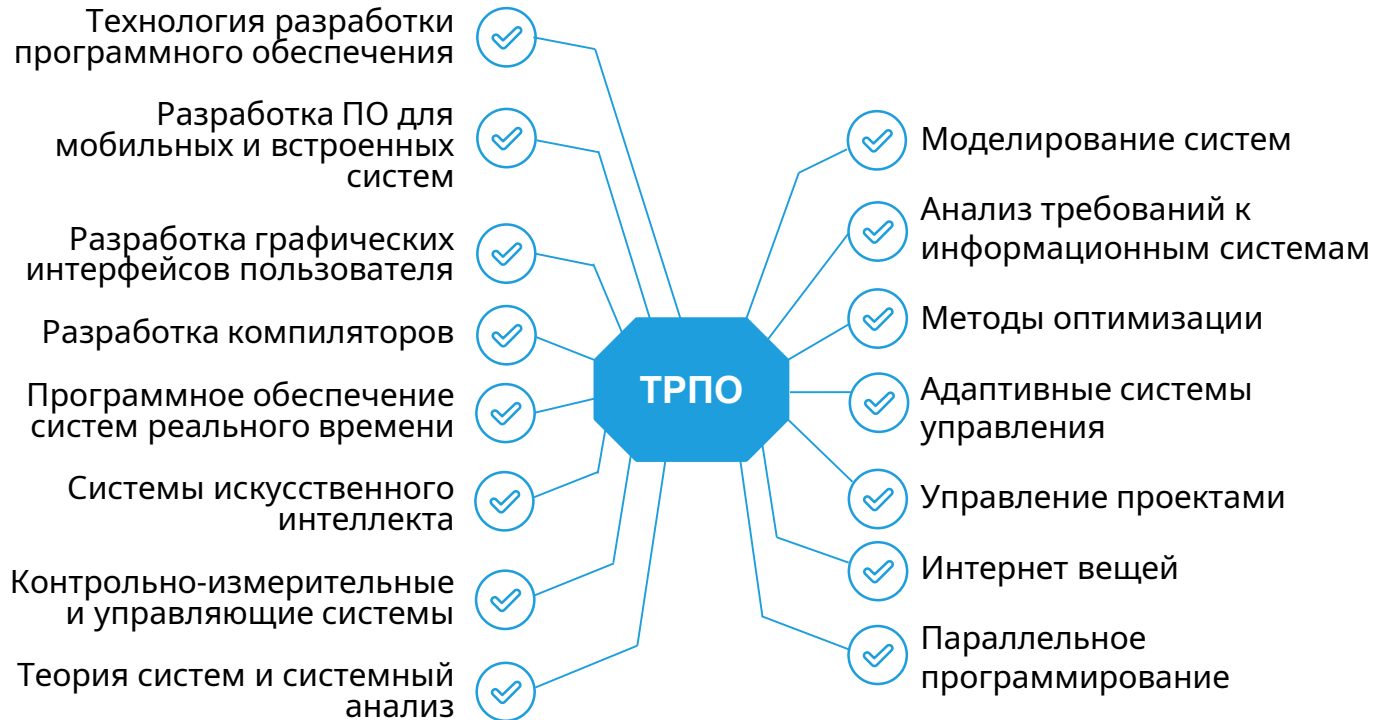 Технология разработки
программного обеспечения
Разработка ПО для
мобильных и встроенных
систем
Разработка графических
интерфейсов пользователя
Разработка компиляторов
Программное обеспечение
систем реального времени
Системы искусственного
интеллекта
Контрольно-измерительные
и управляющие системы
Теория систем и системный
анализ
ТРПО
Моделирование систем
Анализ требований к
информационным системам
Методы оптимизации
Адаптивные системы
управления
Управление проектами
Интернет вещей
Параллельное
программирование